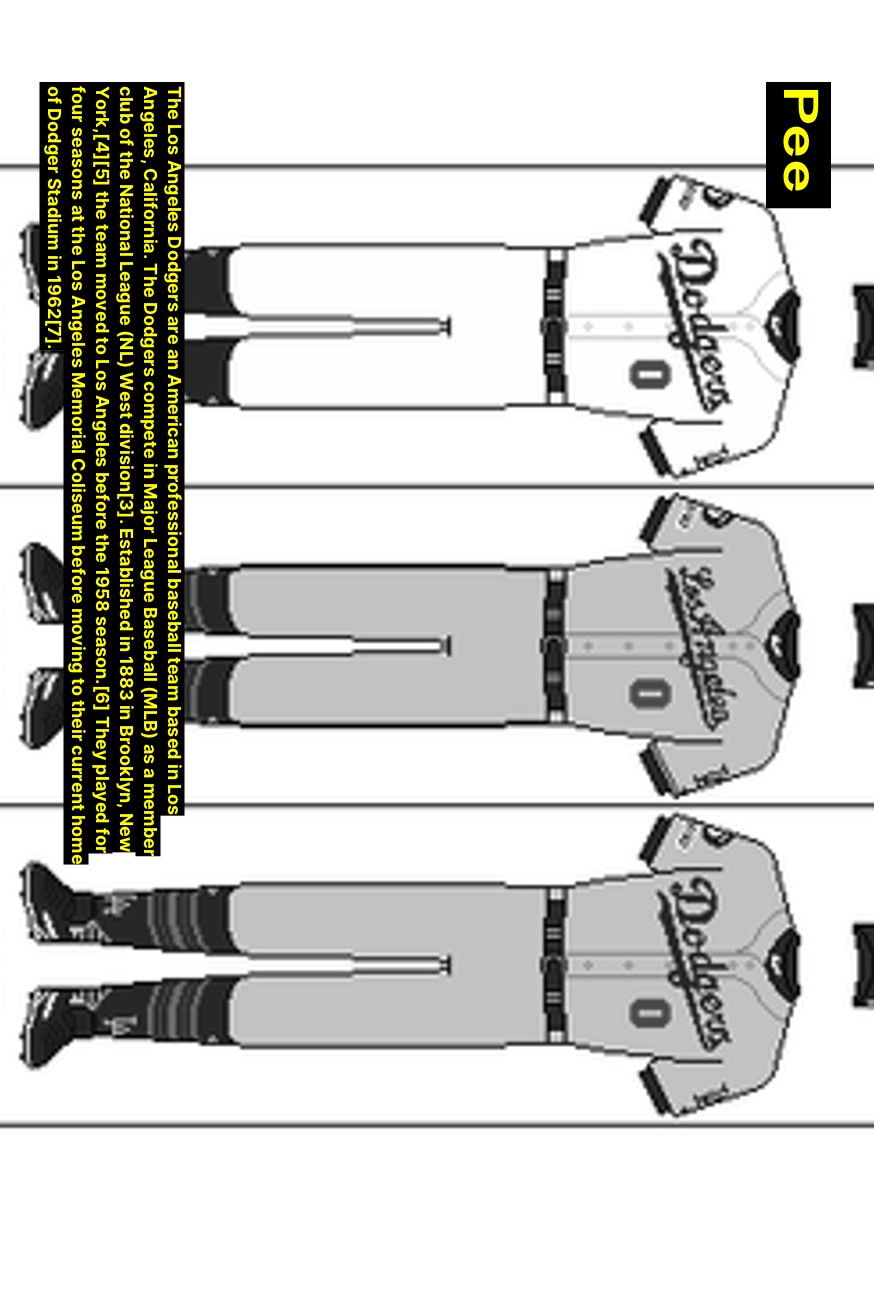 Pee
Dodgers
0
Los Angeles
0
Dodgers
0
The Los Angeles Dodgers are an American professional baseball team based in Los
Angeles, California. The Dodgers compete in Major League Baseball (MLB) as a member
club of the National League (NL) West division[3]. Established in 1883 in Brooklyn, New
York,[4][5] the team moved to Los Angeles before the 1958 season.[6] They played for
four seasons at the Los Angeles Memorial Coliseum before moving to their current home
of Dodger Stadium in 1962[7].